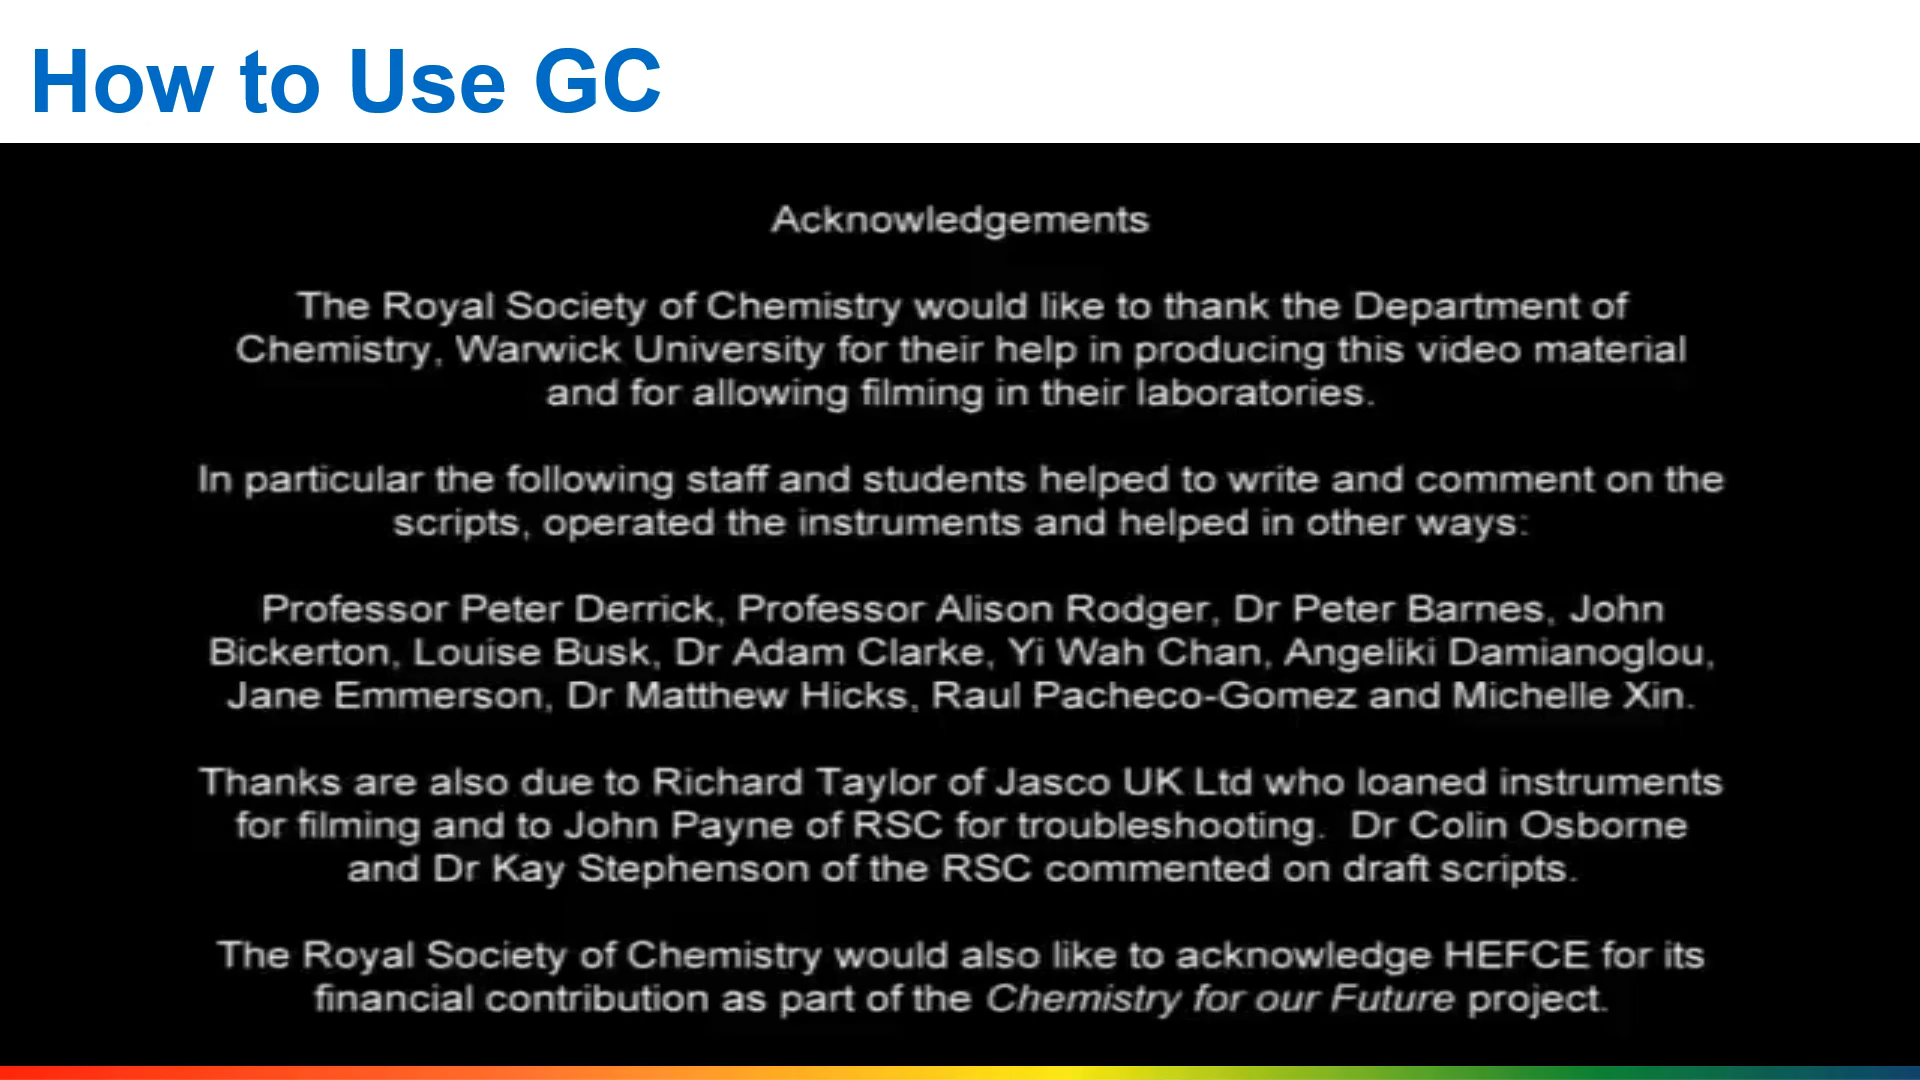 How to Use GC
Acknowledgements
The Royal Society of Chemistry would like to thank the Department of
Chemistry, Warwick University for their help in producing this video material
and for allowing filming in their laboratories.
In particular the following staff and students helped to write and comment on the
scripts, operated the instruments and helped in other ways:
Professor Peter Derrick, Professor Alison Rodger, Dr Peter Barnes, John
Bickerton, Louise Busk, Dr Adam Clarke, Yi Wah Chan, Angeliki Damianoglou,
Jane Emmerson, Dr Matthew Hicks, Raul Pacheco-Gomez and Michelle Xin.
Thanks are also due to Richard Taylor of Jasco UK Ltd who loaned instruments
for filming and to John Payne of RSC for troubleshooting.  Dr Colin Osborne
and Dr Kay Stephenson of the RSC commented on draft scripts.
The Royal Society of Chemistry would also like to acknowledge HEFCE for its
financial contribution as part of the Chemistry for our Future project.